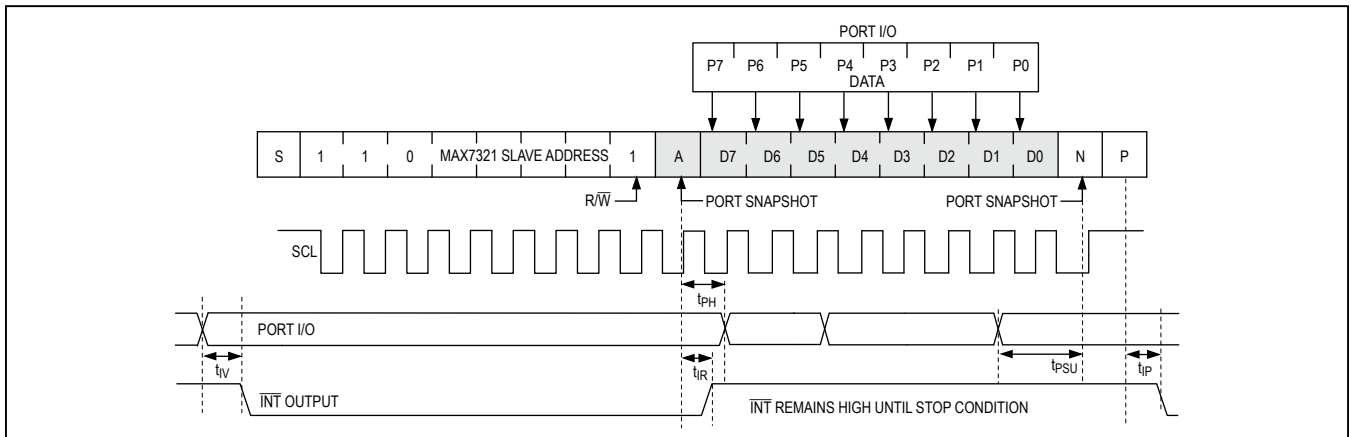 PORT I/O
P7 P6 P5 P4 P3 P2 P1 P0
DATA
S 1 1 0 MAX7321 SLAVE ADDRESS 1 A D7 D6 D5 D4 D3 D2 D1 D0 N P
R/W̅ PORT SNAPSHOT PORT SNAPSHOT
SCL
tPH
PORT I/O
tIV tIR tPSU tIP
I̅N̅T̅ OUTPUT I̅N̅T̅ REMAINS HIGH UNTIL STOP CONDITION